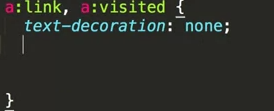 a:link, a:visited {
text-decoration: none;
}